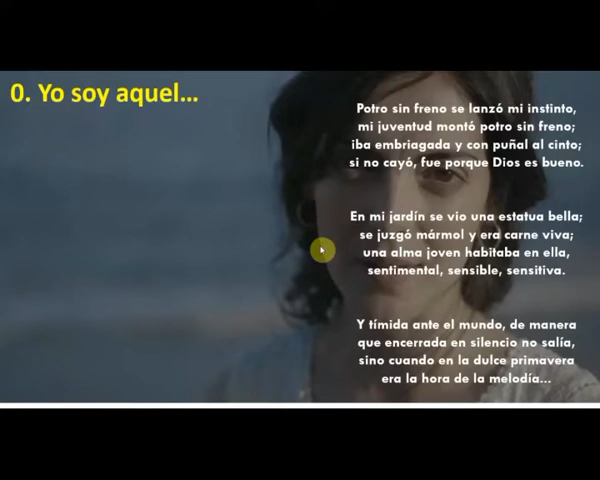 0. Yo soy aquel...
Potro sin freno se lanzó mi instinto,
mi juventud montó potro sin freno;
iba embriagada y con puñal al cinto;
si no cayó, fue porque Dios es bueno.
En mi jardín se vio una estatua bella;
se juzgó mármol y era carne viva;
una alma joven habitaba en ella,
sentimental, sensible, sensitiva.
Y tímida ante el mundo, de manera
que encerrada en silencio no salía,
sino cuando en la dulce primavera
era la hora de la melodía...